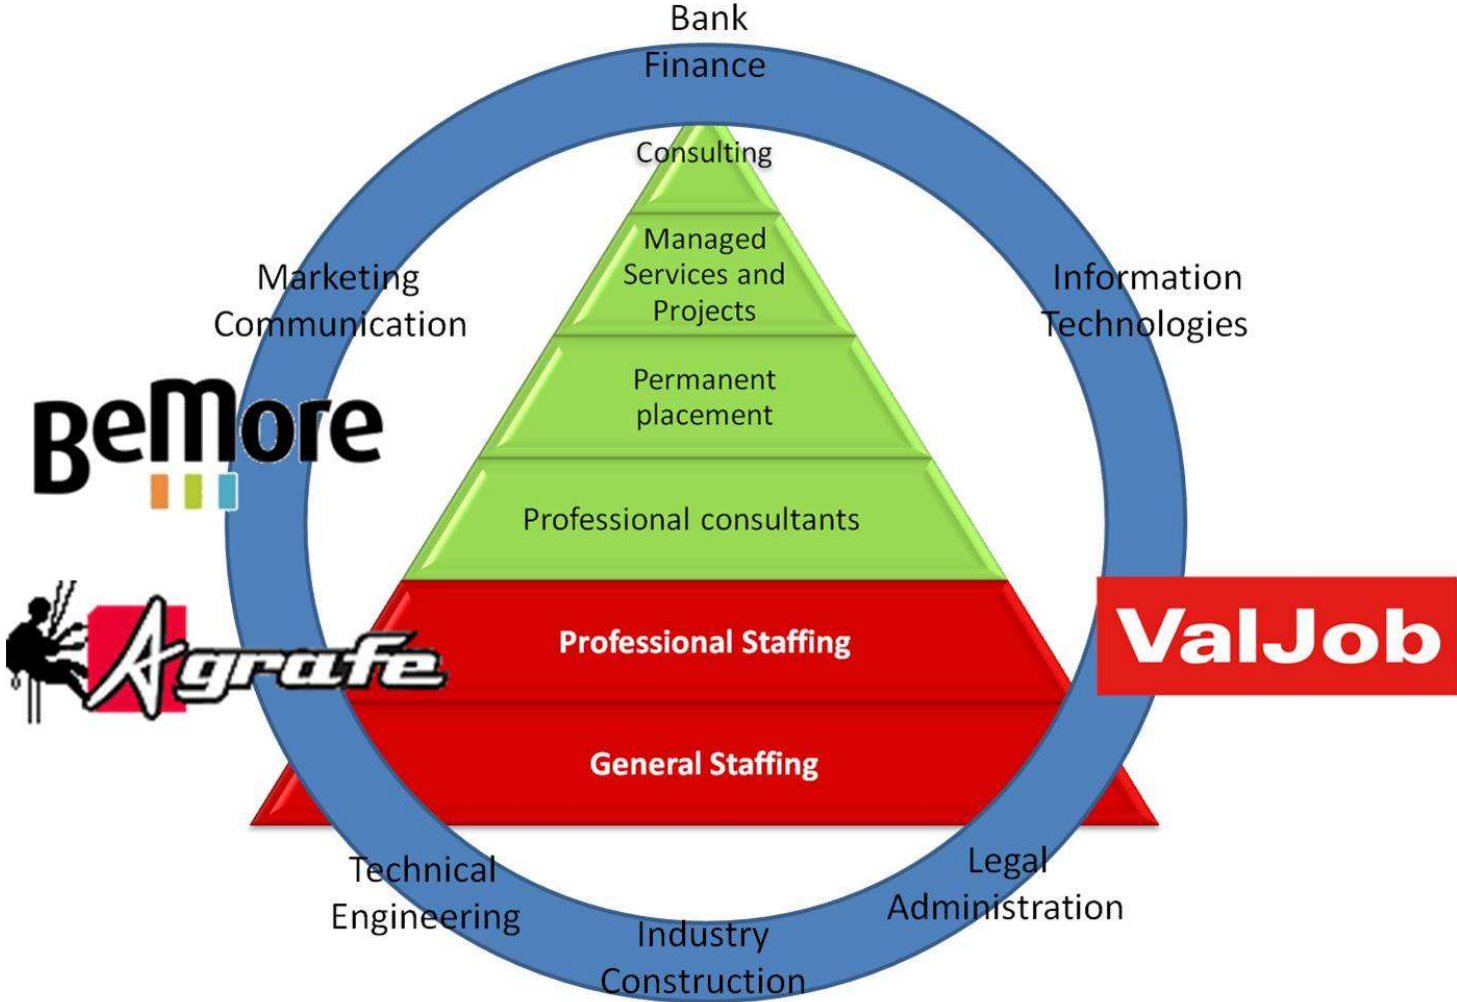 Bank
Finance
Consulting
Managed
Services and
Projects
Marketing
Communication
Information
Technologies
Permanent
placement
BeMore
Professional consultants
Agrafe
Professional Staffing
ValJob
General Staffing
Technical
Engineering
Legal
Administration
Industry
Construction